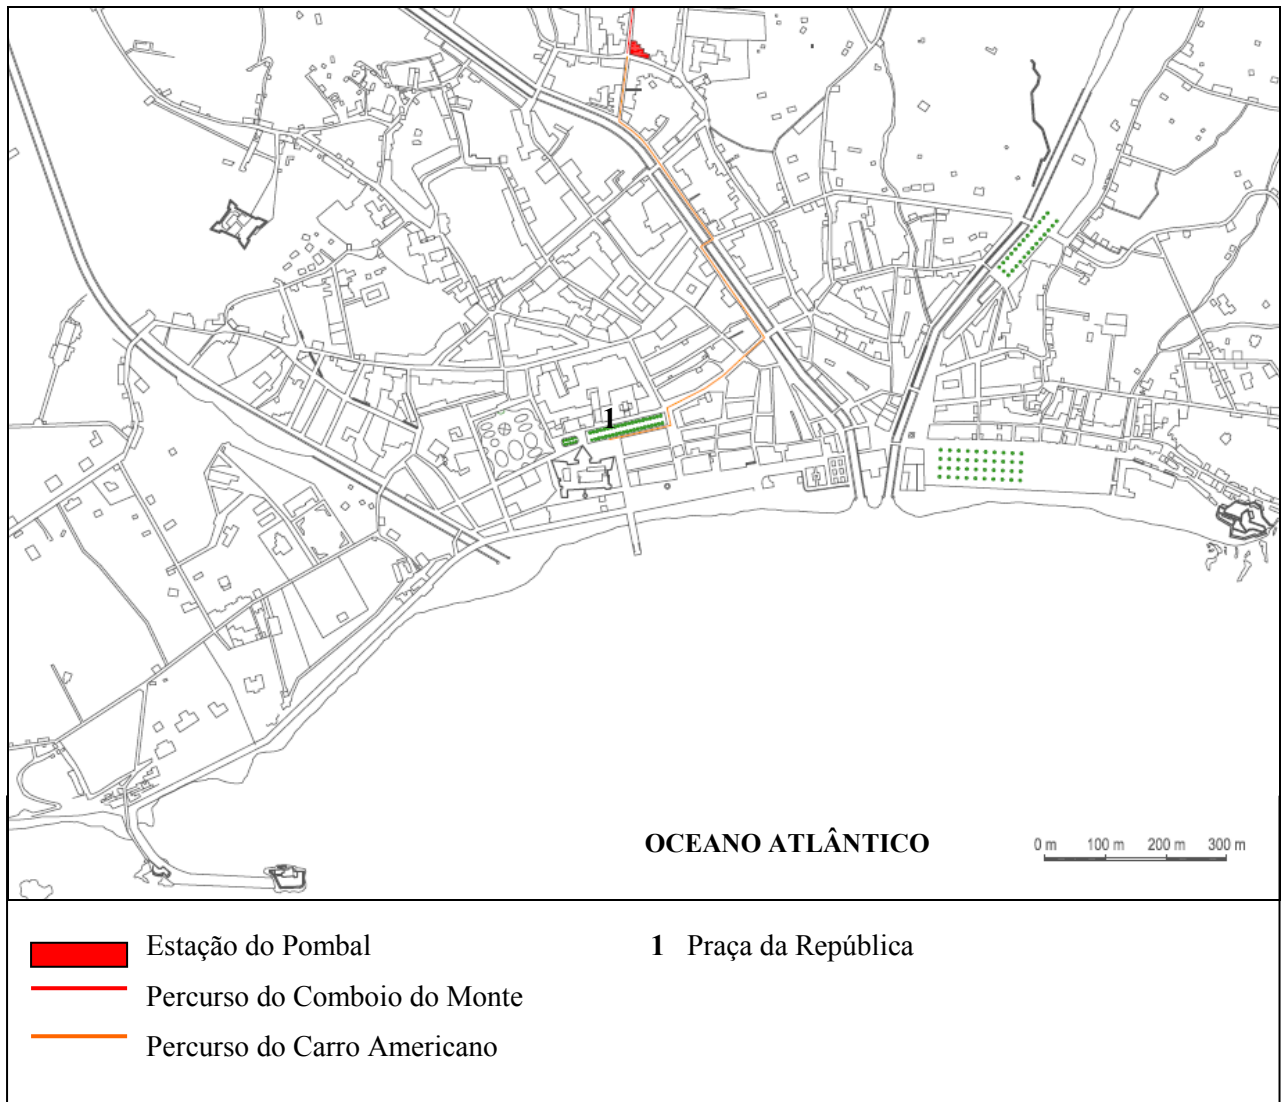 1
OCEANO ATLÂNTICO
0 m 100 m 200 m 300 m
Estação do Pombal
1 Praça da República
Percurso do Comboio do Monte
Percurso do Carro Americano